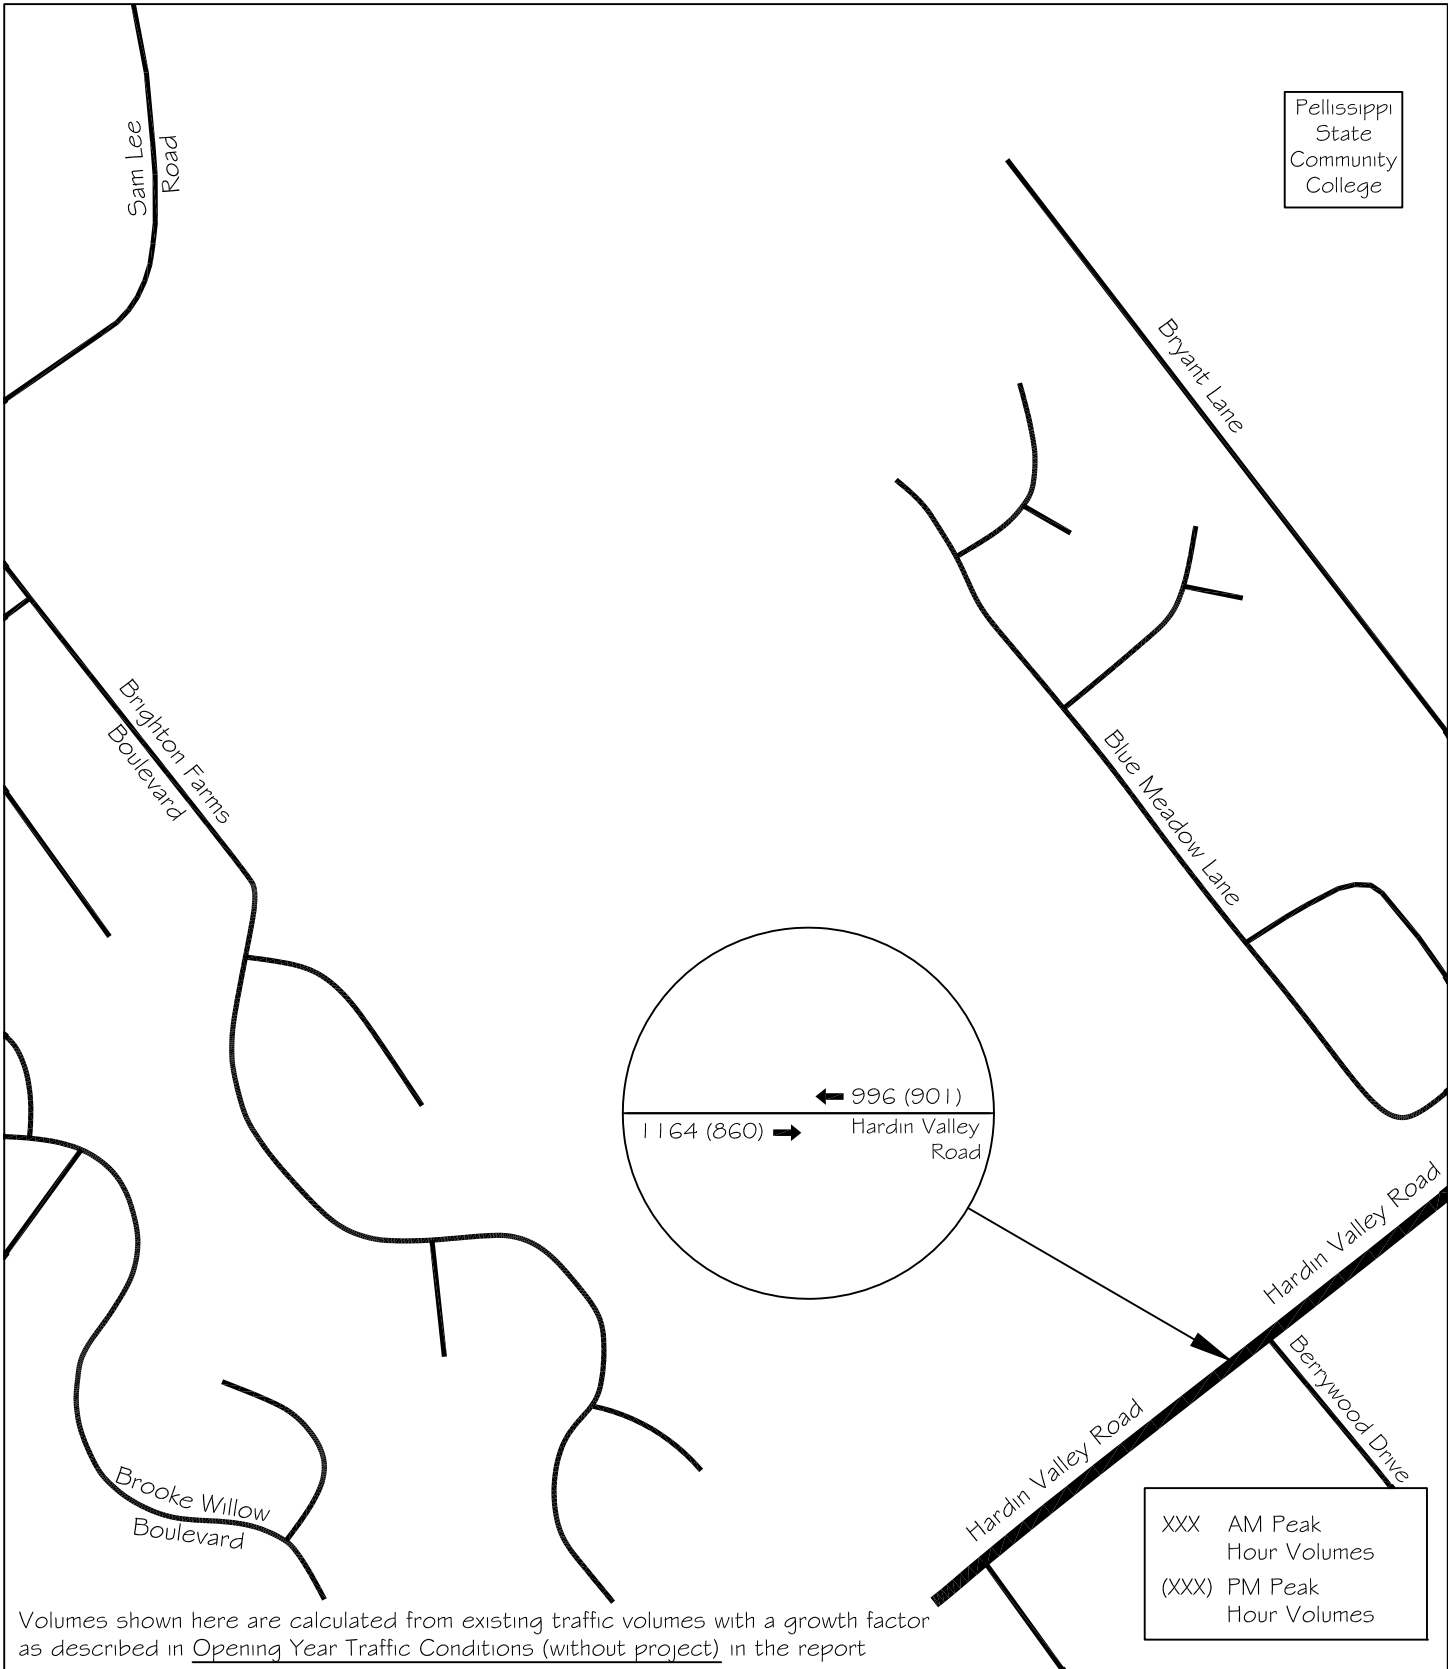 Sam Lee
Road
Pellissippi
State
Community
College
Bryant Lane
Brighton Farms
Boulevard
Blue Meadow Lane
996 (901)
1164 (860)
Hardin Valley
Road
Hardin Valley Road
Berrywood Drive
Hardin Valley Road
Brooke Willow
Boulevard
XXX AM Peak
Hour Volumes
(XXX) PM Peak
Hour Volumes
Volumes shown here are calculated from existing traffic volumes with a growth factor
as described in Opening Year Traffic Conditions (without project) in the report